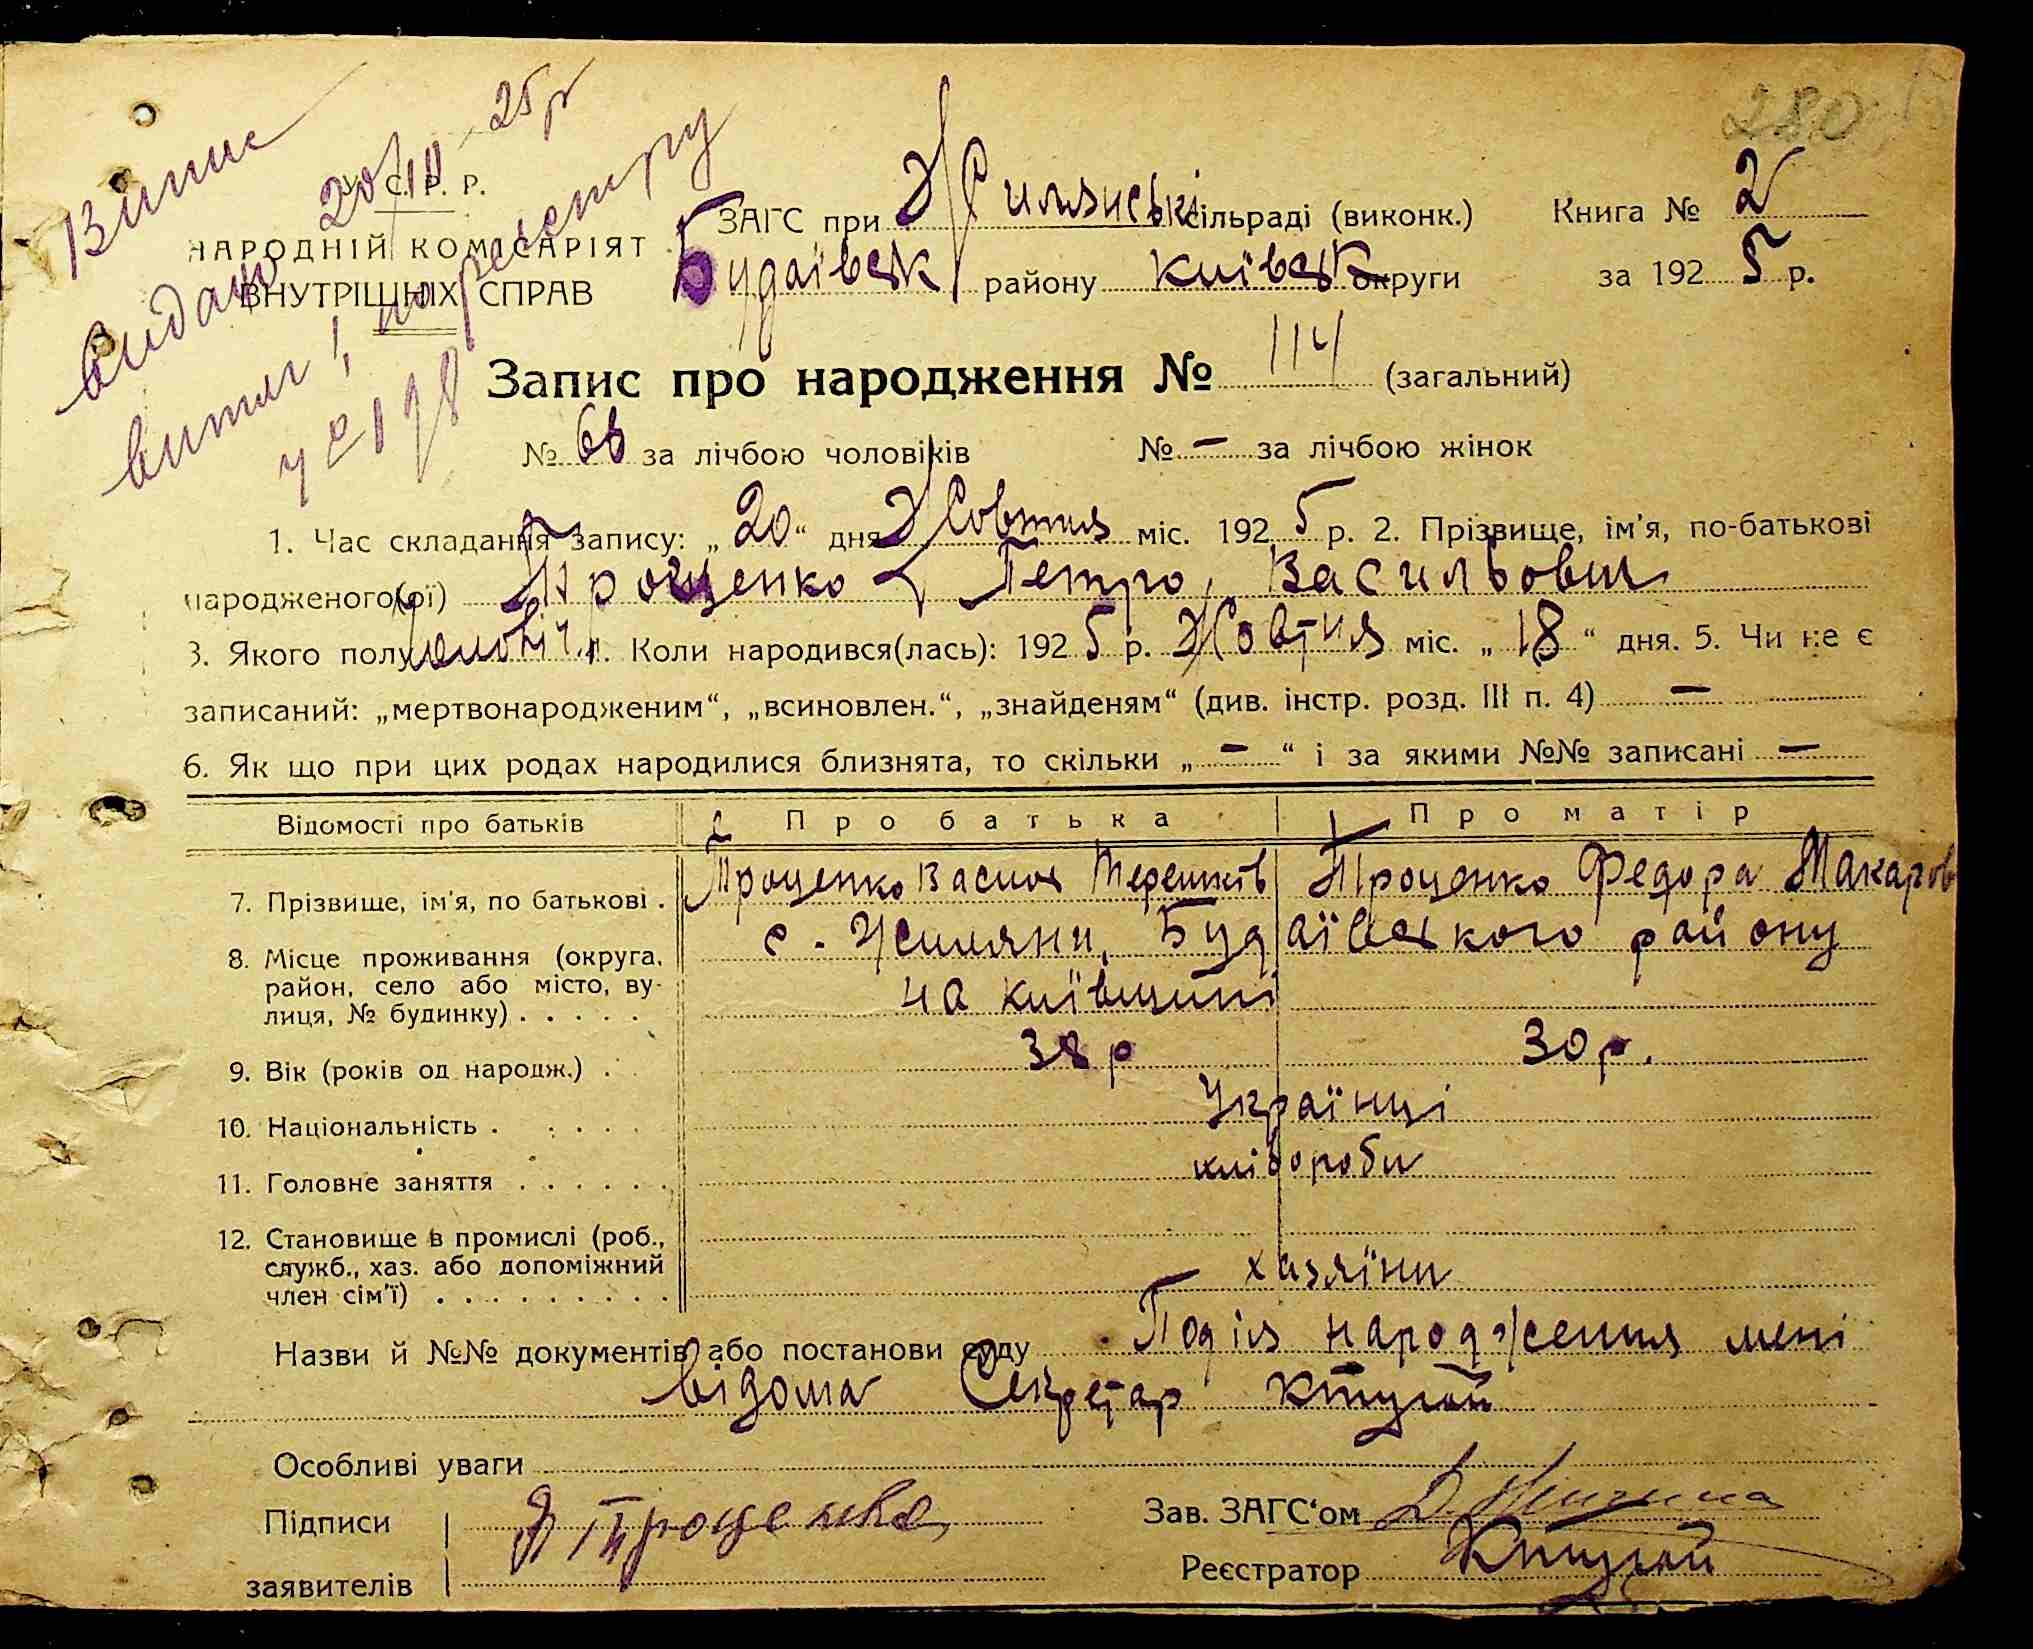 280
Випис
видано 20/10 - 25 р
витяг по реєстру
У. С. Р. Р.
НАРОДНІЙ КОМІСАРІЯТ
ВНУТРІШНІХ СПРАВ
ЗАГС при Жилянські сільраді (виконк.) Книга № 2
Будаївськ району Київськ округи за 1925 р.
Запис про народження № 114 (загальний)
№ за лічбою чоловіків № — за лічбою жінок
1. Час складання запису: „20“ дня Жовтня міс. 1925 р. 2. Прізвище, ім'я, по-батькові
народженого(ої) Проценко Петро Васильович
3. Якого полу чоловіч. 4. Коли народився(лась): 1925 р. Жовтня міс. „18“ дня. 5. Чи не є
записаний: „мертвонародженим“, „всиновлен.“, „знайденям“ (див. інстр. розд. III п. 4) —
6. Як що при цих родах народилися близнята, то скільки „—“ і за якими №№ записані —
Відомості про батьків Про батька Про матір
7. Прізвище, ім'я, по батькові . Проценко Василь Терешків Проценко Федора Макаров
8. Місце проживання (округа, район, село або місто, вулиця, № будинку) . . . . . с. Жиляни, Будаївського району
на Київщині
9. Вік (років од народж.) . 38 р 30 р.
10. Національність . . . . . Українці
11. Головне заняття . . . . . . хлібороби
12. Становище в промислі (роб.,
служб., хаз. або допоміжний
член сім'ї) . . . . . . . . . хазяїни
Назви й №№ документів або постанови суду Подія народження мені
відома Секретар
Особливі уваги
Підписи Проценко Зав. ЗАГС'ом
заявителів Реєстратор